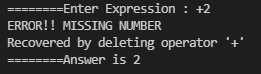 ========Enter Expression : +2
ERROR!! MISSING NUMBER
Recovered by deleting operator '+'
========Answer is 2